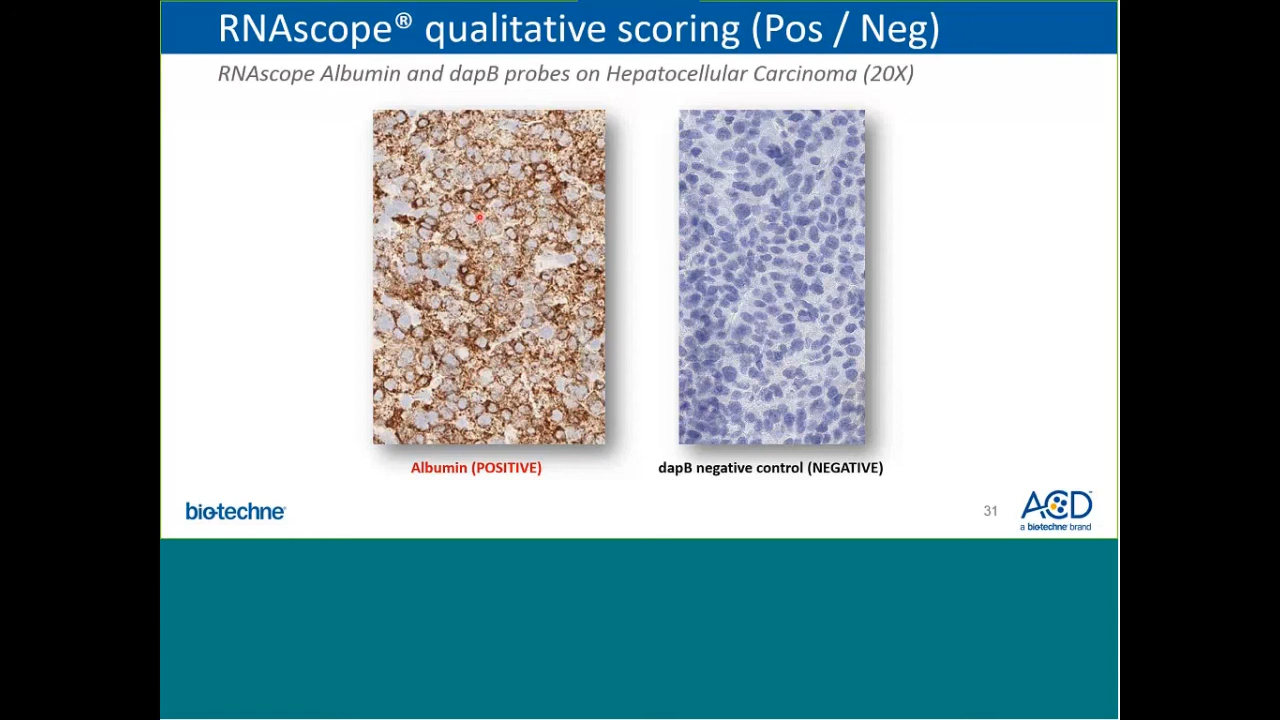 RNAscope® qualitative scoring (Pos / Neg)
RNAscope Albumin and dapB probes on Hepatocellular Carcinoma (20X)
Albumin (POSITIVE)
dapB negative control (NEGATIVE)
bio-techne®
31
ACD™
a biotechne brand